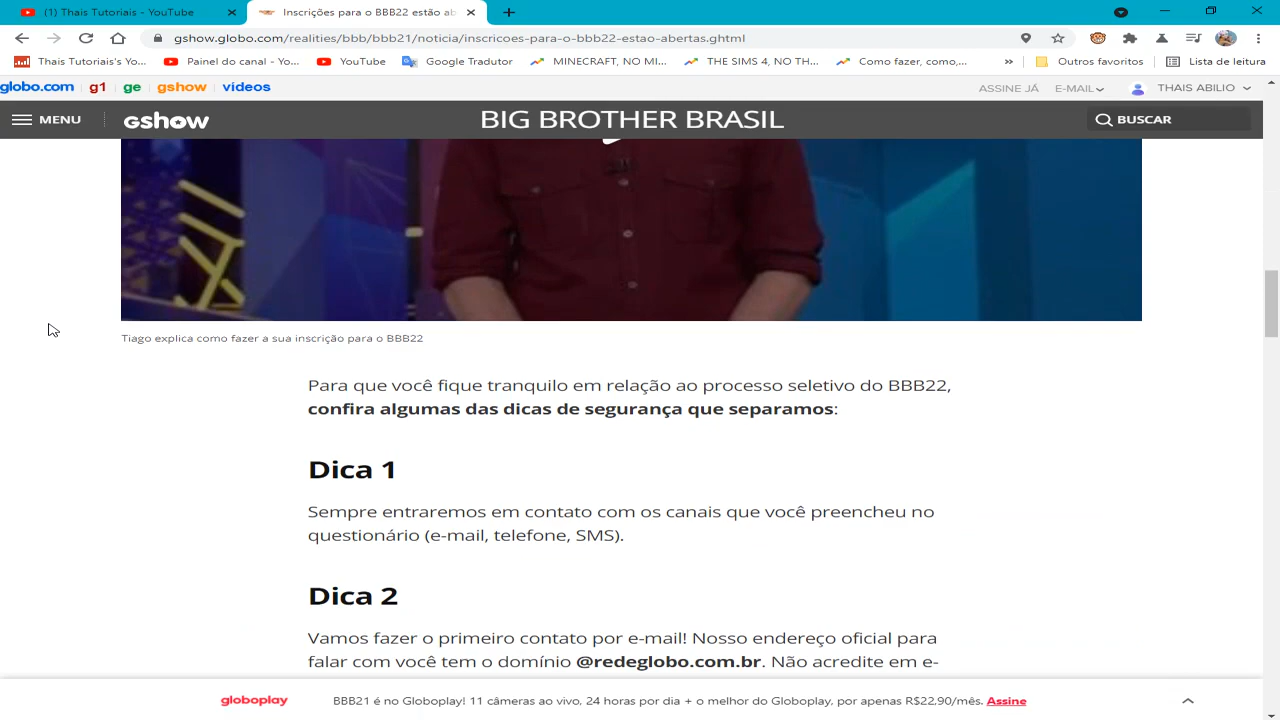 (1) Thais Tutoriais - YouTube
Inscrições para o BBB22 estão ab
gshow.globo.com/realities/bbb/bbb21/noticia/inscricoes-para-o-bbb22-estao-abertas.ghtml
Thais Tutoriais's Yo...
Painel do canal - Yo...
YouTube
Google Tradutor
MINECRAFT, NO MI...
THE SIMS 4, NO TH...
Como fazer, como,...
»
Outros favoritos
Lista de leitura
globo.com
g1
ge
gshow
vídeos
ASSINE JÁ
E-MAIL
THAIS ABILIO
MENU
gshow
BIG BROTHER BRASIL
BUSCAR
Tiago explica como fazer a sua inscrição para o BBB22
Para que você fique tranquilo em relação ao processo seletivo do BBB22,
confira algumas das dicas de segurança que separamos:
Dica 1
Sempre entraremos em contato com os canais que você preencheu no
questionário (e-mail, telefone, SMS).
Dica 2
Vamos fazer o primeiro contato por e-mail! Nosso endereço oficial para
falar com você tem o domínio @redeglobo.com.br. Não acredite em e-
globoplay
BBB21 é no Globoplay! 11 câmeras ao vivo, 24 horas por dia + o melhor do Globoplay, por apenas R$22,90/mês. Assine